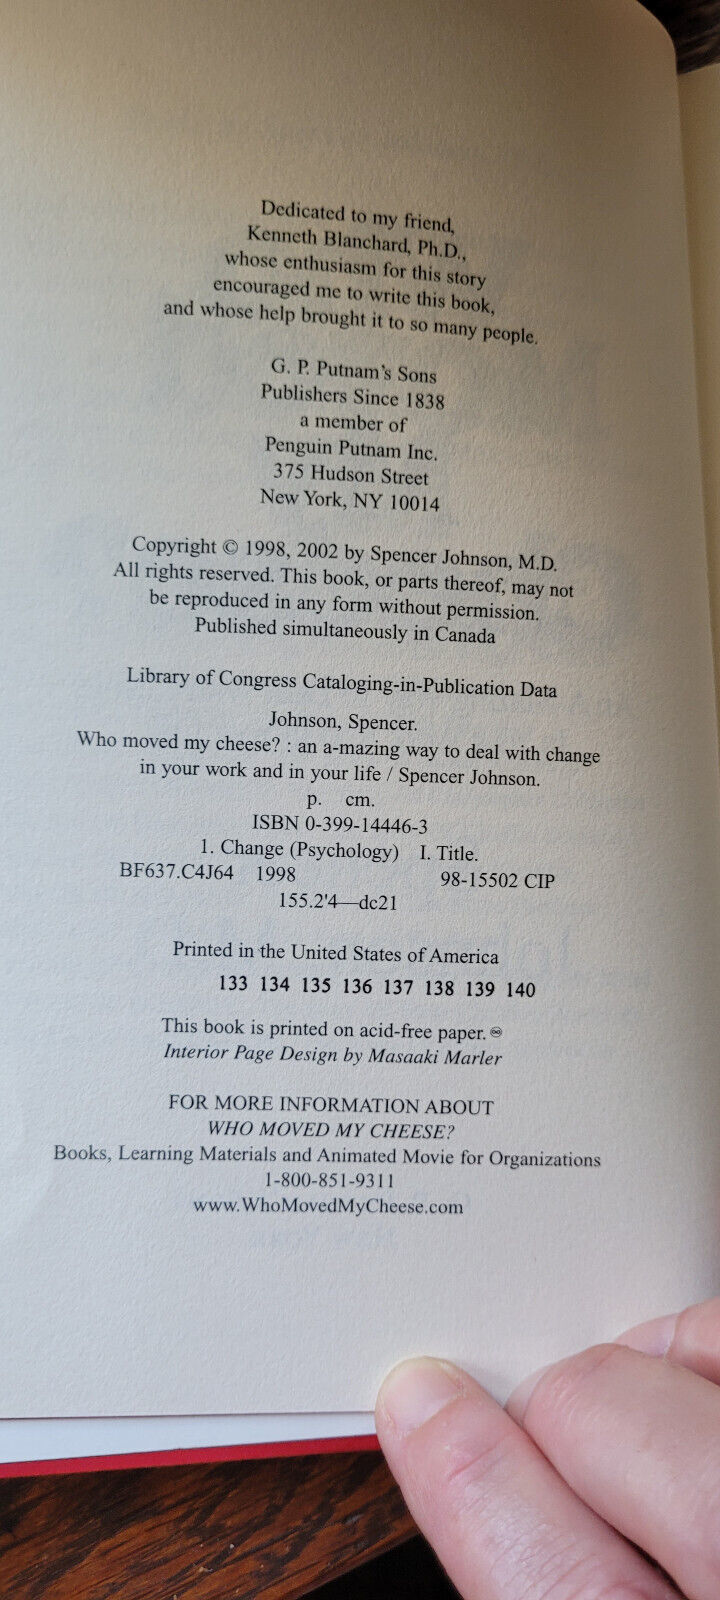 Dedicated to my friend,
Kenneth Blanchard, Ph.D.,
whose enthusiasm for this story
encouraged me to write this book,
and whose help brought it to so many people.
G. P. Putnam's Sons
Publishers Since 1838
a member of
Penguin Putnam Inc.
375 Hudson Street
New York, NY 10014
Copyright © 1998, 2002 by Spencer Johnson, M.D.
All rights reserved. This book, or parts thereof, may not
be reproduced in any form without permission.
Published simultaneously in Canada
Library of Congress Cataloging-in-Publication Data
Johnson, Spencer.
Who moved my cheese? : an a-mazing way to deal with change
in your work and in your life / Spencer Johnson.
p. cm.
ISBN 0-399-14446-3
1. Change (Psychology) I. Title.
BF637.C4J64 1998 98-15502 CIP
155.2'4—dc21
Printed in the United States of America
133 134 135 136 137 138 139 140
This book is printed on acid-free paper. ♾
Interior Page Design by Masaaki Marler
FOR MORE INFORMATION ABOUT
WHO MOVED MY CHEESE?
Books, Learning Materials and Animated Movie for Organizations
1-800-851-9311
www.WhoMovedMyCheese.com